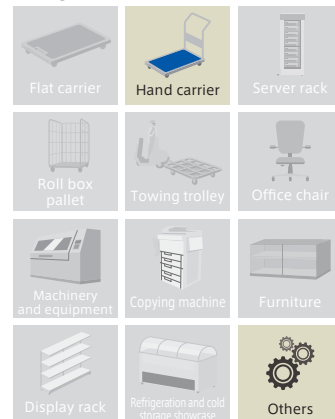 Flat carrier
Hand carrier
Server rack
Roll box
pallet
Towing trolley
Office chair
Machinery
and equipment
Copying machine
Furniture
Display rack
Refrigeration and cold
storage showcase
Others